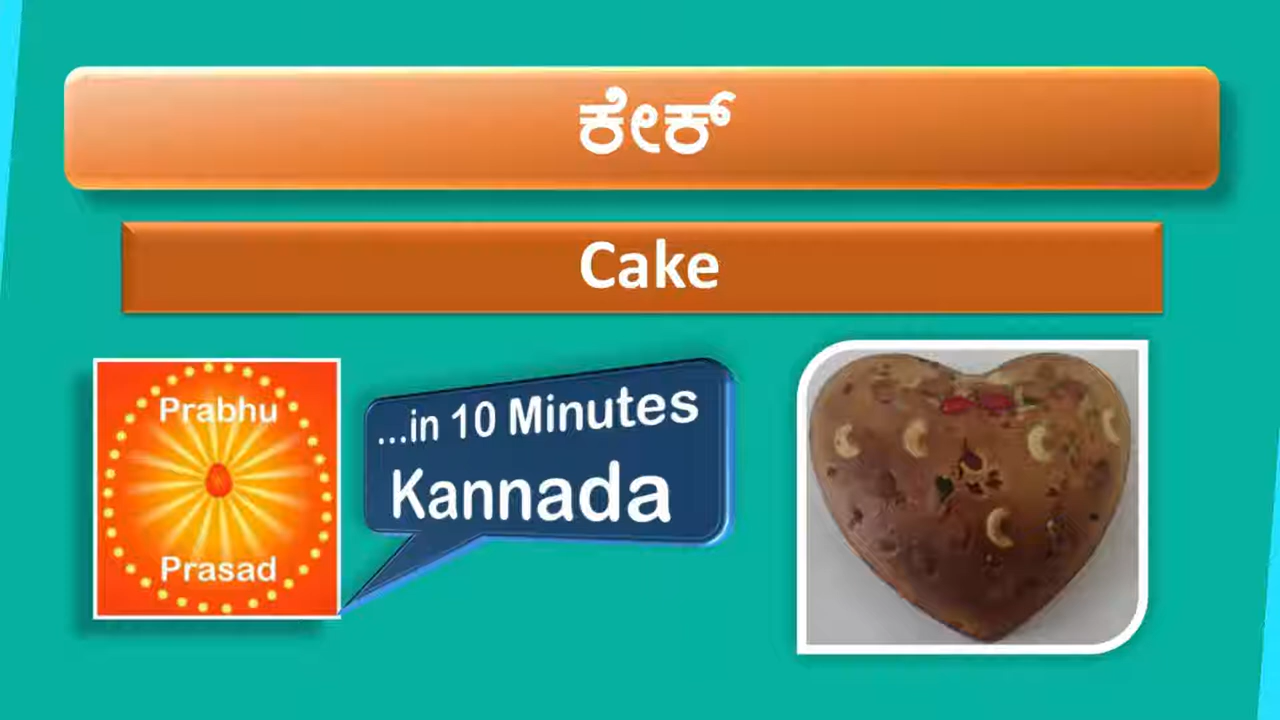 ಕೇಕ್
Cake
Prabhu
Prasad
...in 10 Minutes
Kannada